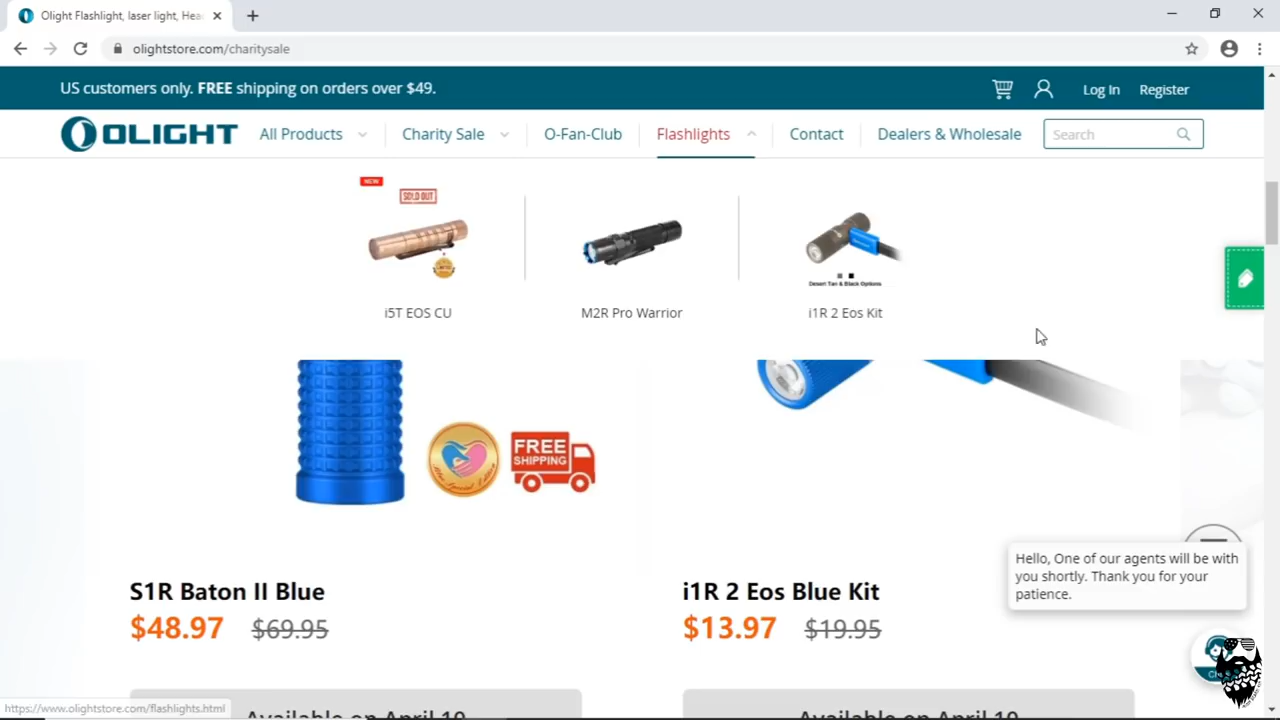 Olight Flashlight, laser light, Hea
olightstore.com/charitysale
US customers only. FREE shipping on orders over $49.
Log In Register
OLIGHT All Products Charity Sale O-Fan-Club Flashlights Contact Dealers & Wholesale Search
NEW
SOLD OUT
Desert Tan & Black Options
i5T EOS CU M2R Pro Warrior i1R 2 Eos Kit
FREE
SHIPPING
Hello, One of our agents will be with
you shortly. Thank you for your
patience.
S1R Baton II Blue i1R 2 Eos Blue Kit
$48.97 $69.95 $13.97 $19.95
Available on April 10 Available on April 10
https://www.olightstore.com/flashlights.html